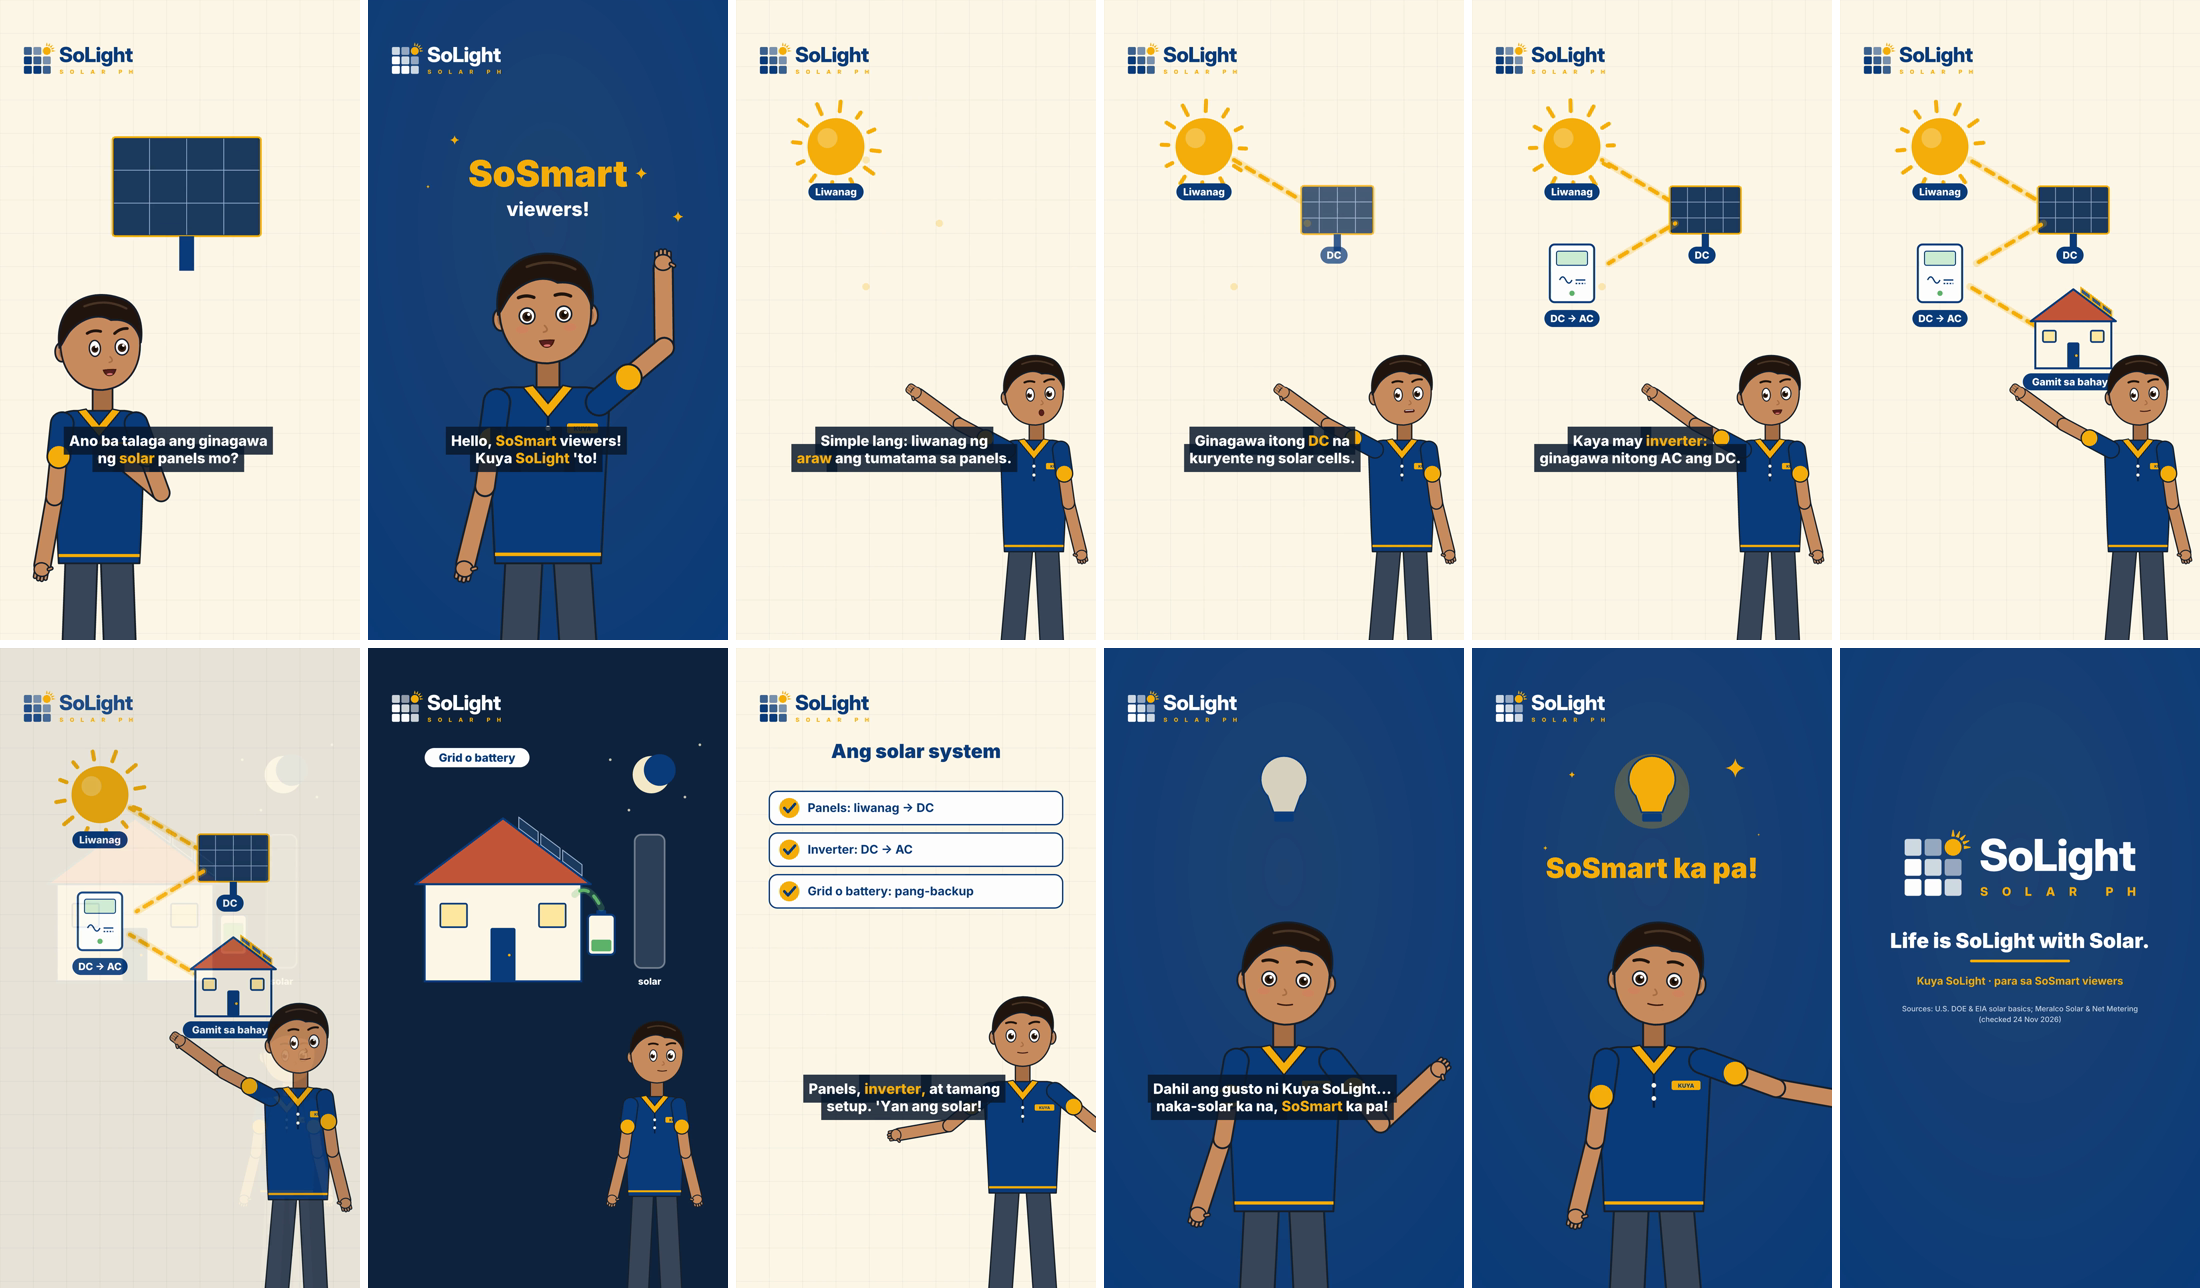 SoLight
SOLAR PH
Ano ba talaga ang ginagawa
ng solar panels mo?
SoLight
SOLAR PH
SoSmart
viewers!
Hello, SoSmart viewers!
Kuya SoLight 'to!
SoLight
SOLAR PH
Liwanag
Simple lang: liwanag ng
araw ang tumatama sa panels.
SoLight
SOLAR PH
Liwanag
DC
Ginagawa itong DC na
kuryente ng solar cells.
SoLight
SOLAR PH
Liwanag
DC
DC → AC
Kaya may inverter:
ginagawa nitong AC ang DC.
SoLight
SOLAR PH
Liwanag
DC
DC → AC
Gamit sa bahay
SoLight
SOLAR PH
Liwanag
DC
DC → AC
solar
Gamit sa bahay
SoLight
SOLAR PH
Grid o battery
solar
SoLight
SOLAR PH
Ang solar system
Panels: liwanag → DC
Inverter: DC → AC
Grid o battery: pang-backup
Panels, inverter, at tamang
setup. 'Yan ang solar!
KUYA
SoLight
SOLAR PH
Dahil ang gusto ni Kuya SoLight...
naka-solar ka na, SoSmart ka pa!
SoLight
SOLAR PH
SoSmart ka pa!
KUYA
SoLight
SOLAR PH
Life is SoLight with Solar.
Kuya SoLight · para sa SoSmart viewers
Sources: U.S. DOE & EIA solar basics; Meralco Solar & Net Metering
(checked 24 Nov 2026)